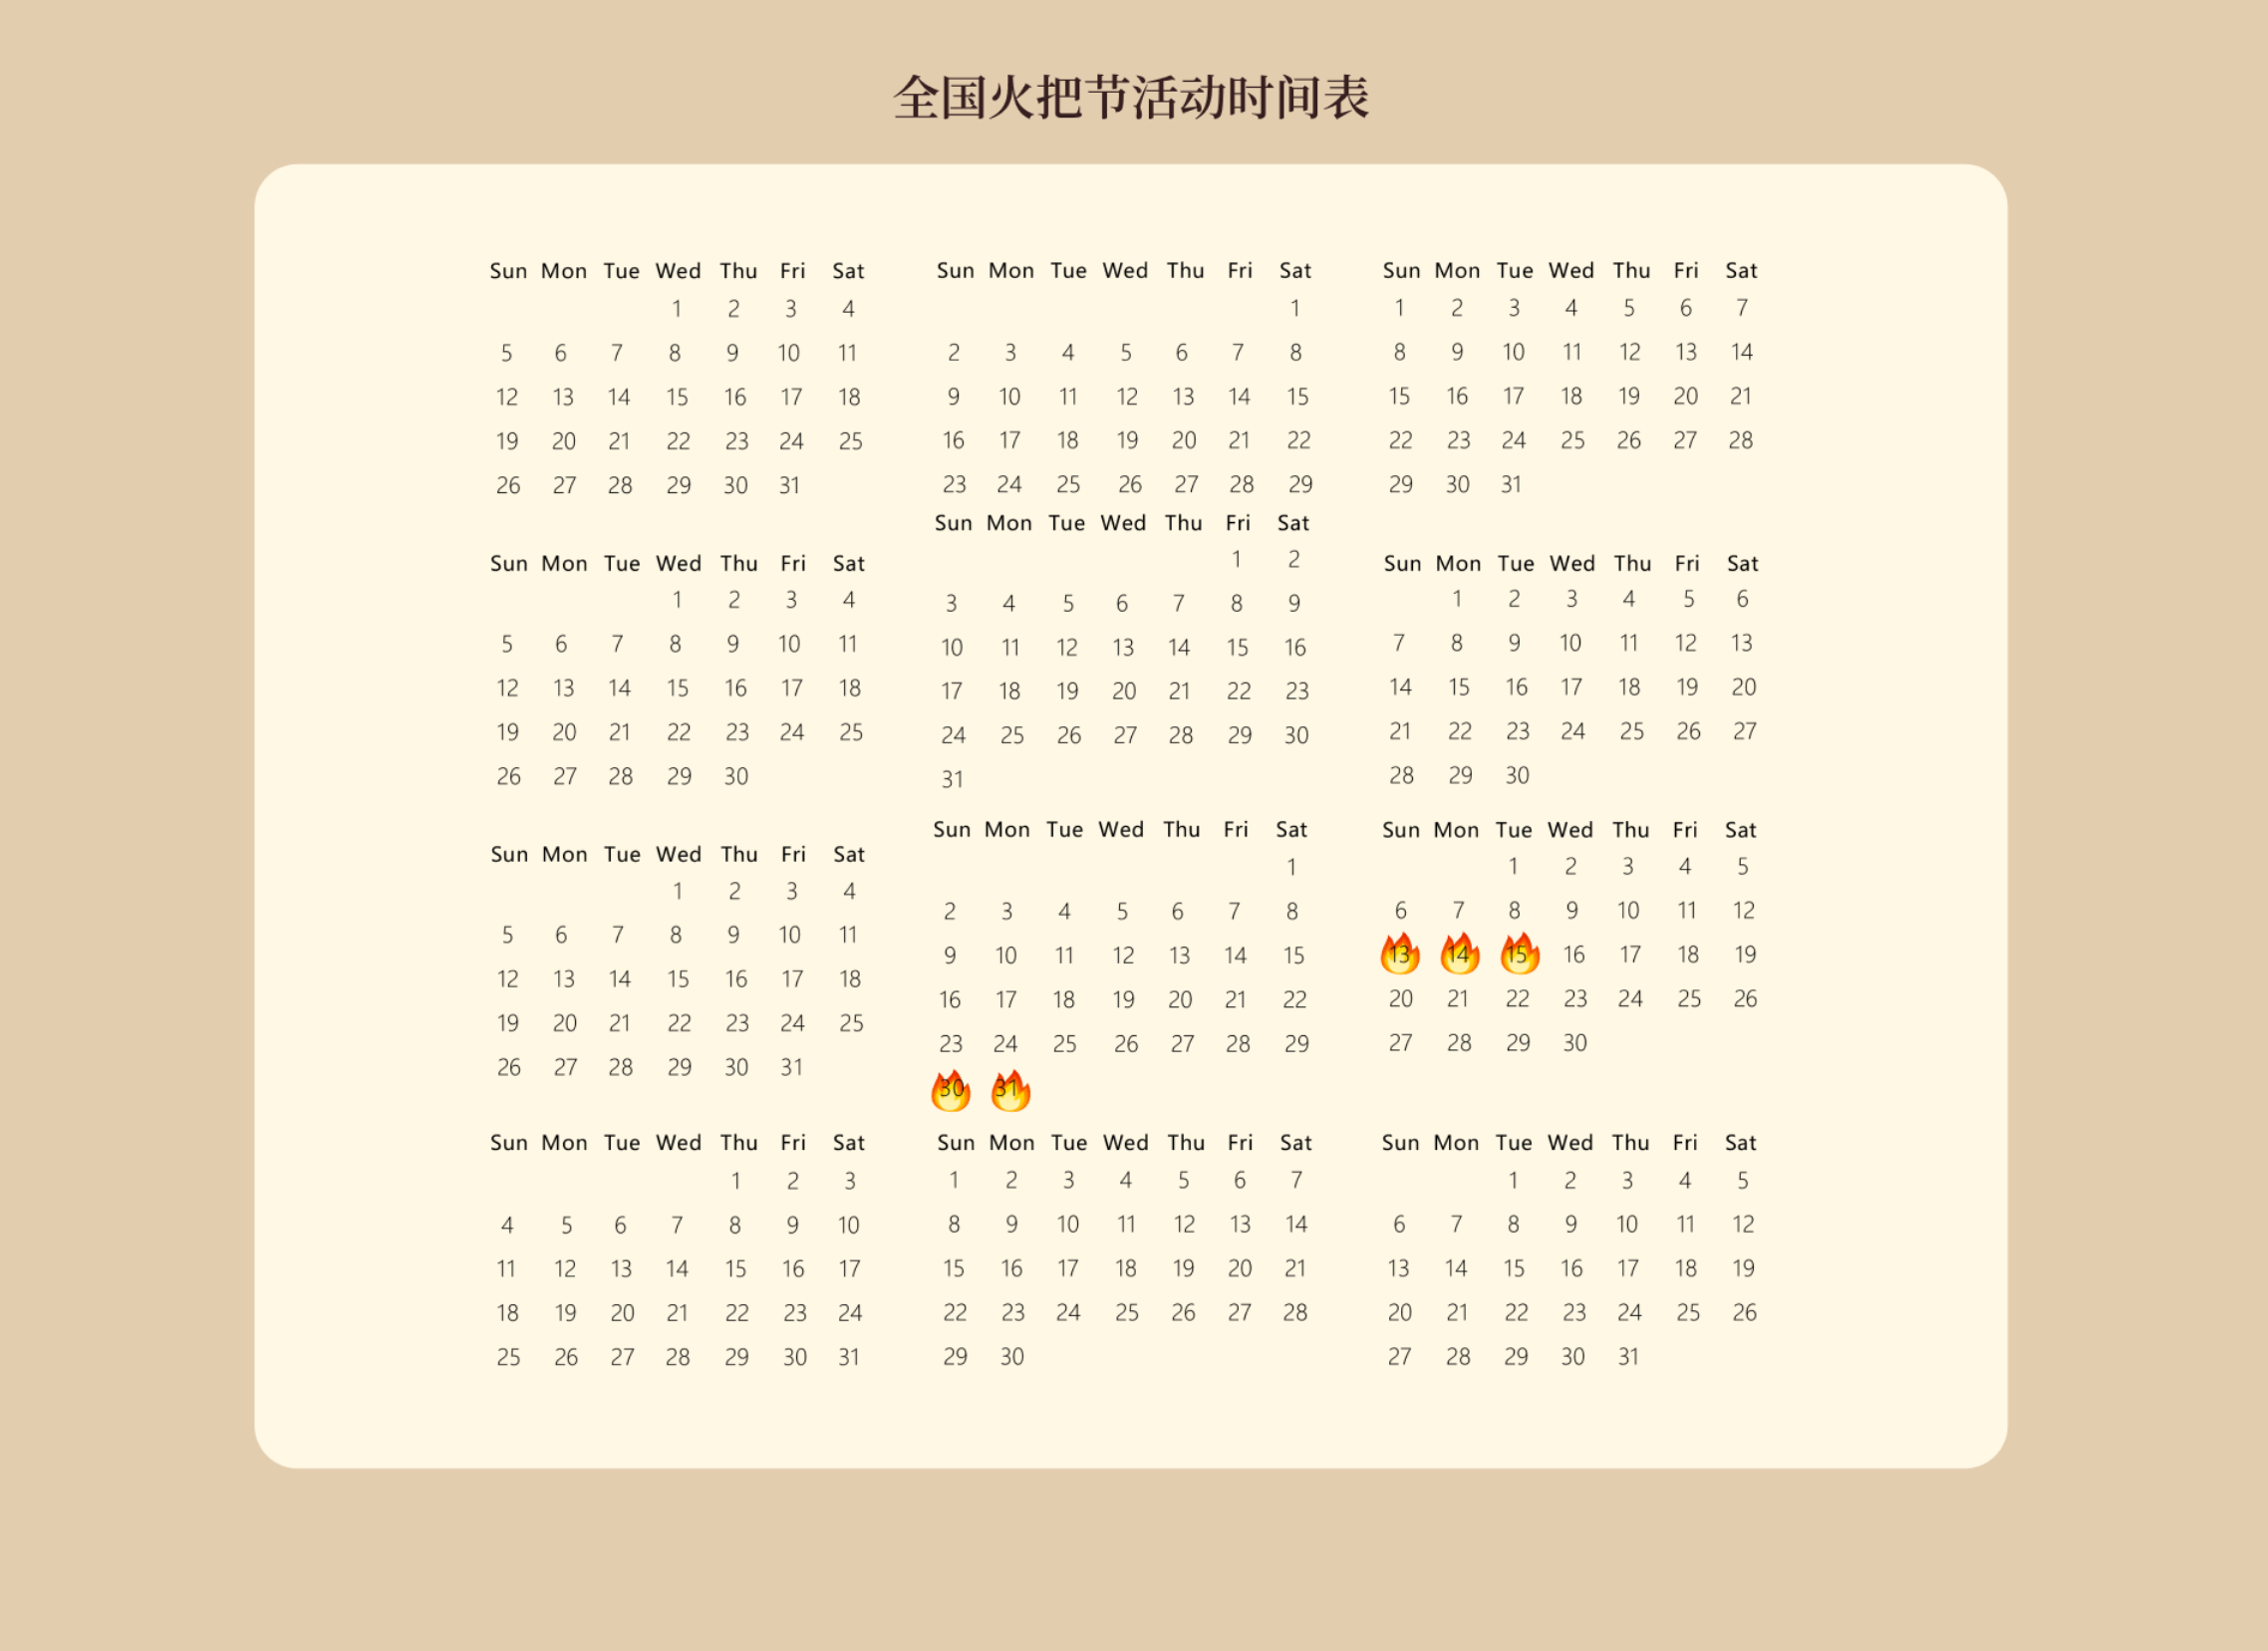 全国火把节活动时间表
Sun Mon Tue Wed Thu Fri Sat
1 2 3 4
5 6 7 8 9 10 11
12 13 14 15 16 17 18
19 20 21 22 23 24 25
26 27 28 29 30 31
Sun Mon Tue Wed Thu Fri Sat
1
2 3 4 5 6 7 8
9 10 11 12 13 14 15
16 17 18 19 20 21 22
23 24 25 26 27 28 29
Sun Mon Tue Wed Thu Fri Sat
1 2 3 4 5 6 7
8 9 10 11 12 13 14
15 16 17 18 19 20 21
22 23 24 25 26 27 28
29 30 31
Sun Mon Tue Wed Thu Fri Sat
1 2 3 4
5 6 7 8 9 10 11
12 13 14 15 16 17 18
19 20 21 22 23 24 25
26 27 28 29 30
Sun Mon Tue Wed Thu Fri Sat
1 2
3 4 5 6 7 8 9
10 11 12 13 14 15 16
17 18 19 20 21 22 23
24 25 26 27 28 29 30
31
Sun Mon Tue Wed Thu Fri Sat
1 2 3 4 5 6
7 8 9 10 11 12 13
14 15 16 17 18 19 20
21 22 23 24 25 26 27
28 29 30
Sun Mon Tue Wed Thu Fri Sat
1 2 3 4
5 6 7 8 9 10 11
12 13 14 15 16 17 18
19 20 21 22 23 24 25
26 27 28 29 30 31
Sun Mon Tue Wed Thu Fri Sat
1
2 3 4 5 6 7 8
9 10 11 12 13 14 15
16 17 18 19 20 21 22
23 24 25 26 27 28 29
30 31
Sun Mon Tue Wed Thu Fri Sat
1 2 3 4 5
6 7 8 9 10 11 12
13 14 15 16 17 18 19
20 21 22 23 24 25 26
27 28 29 30
Sun Mon Tue Wed Thu Fri Sat
1 2 3
4 5 6 7 8 9 10
11 12 13 14 15 16 17
18 19 20 21 22 23 24
25 26 27 28 29 30 31
Sun Mon Tue Wed Thu Fri Sat
1 2 3 4 5 6 7
8 9 10 11 12 13 14
15 16 17 18 19 20 21
22 23 24 25 26 27 28
29 30
Sun Mon Tue Wed Thu Fri Sat
1 2 3 4 5
6 7 8 9 10 11 12
13 14 15 16 17 18 19
20 21 22 23 24 25 26
27 28 29 30 31